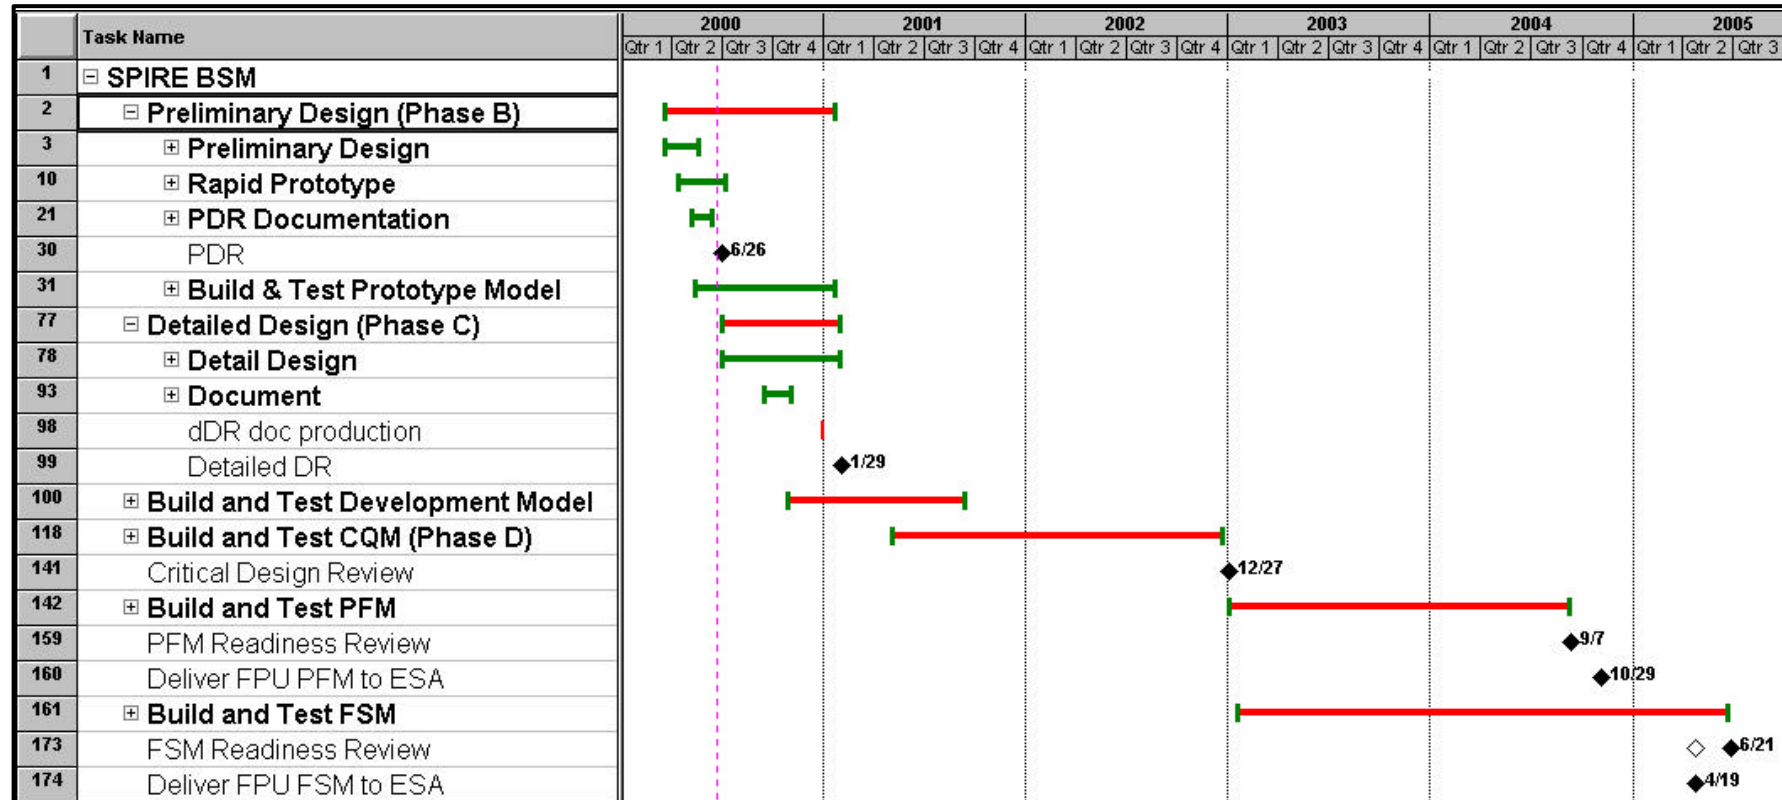 2000 2001 2002 2003 2004 2005
Task Name
Qtr 1 Qtr 2 Qtr 3 Qtr 4 Qtr 1 Qtr 2 Qtr 3 Qtr 4 Qtr 1 Qtr 2 Qtr 3 Qtr 4 Qtr 1 Qtr 2 Qtr 3 Qtr 4 Qtr 1 Qtr 2 Qtr 3 Qtr 4 Qtr 1 Qtr 2 Qtr 3
1 SPIRE BSM
2 Preliminary Design (Phase B)
3 Preliminary Design
10 Rapid Prototype
21 PDR Documentation
30 PDR 6/26
31 Build & Test Prototype Model
77 Detailed Design (Phase C)
78 Detail Design
93 Document
98 dDR doc production
99 Detailed DR 1/29
100 Build and Test Development Model
118 Build and Test CQM (Phase D)
141 Critical Design Review 12/27
142 Build and Test PFM
159 PFM Readiness Review 9/7
160 Deliver FPU PFM to ESA 10/29
161 Build and Test FSM
173 FSM Readiness Review 6/21
174 Deliver FPU FSM to ESA 4/19